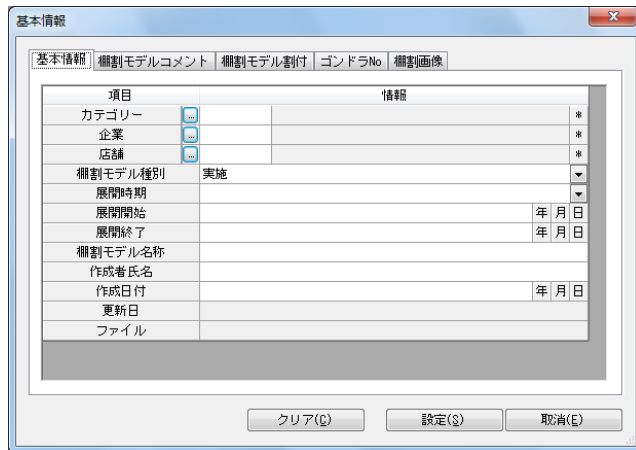 基本情報
基本情報 棚割モデルコメント 棚割モデル割付 ゴンドラNo 棚割画像
項目 情報
カテゴリー ... *
企業 ... *
店舗 ... *
棚割モデル種別 実施
展開時期
展開開始 年 月 日
展開終了 年 月 日
棚割モデル名称
作成者氏名
作成日付 年 月 日
更新日
ファイル
クリア(C) 設定(S) 取消(E)